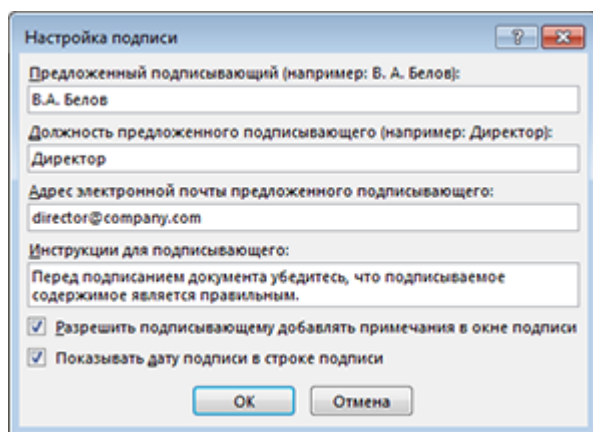 Настройка подписи
Предложенный подписывающий (например: В. А. Белов):
В.А. Белов
Должность предложенного подписывающего (например: Директор):
Директор
Адрес электронной почты предложенного подписывающего:
director@company.com
Инструкции для подписывающего:
Перед подписанием документа убедитесь, что подписываемое
содержимое является правильным.
Разрешить подписывающему добавлять примечания в окне подписи
Показывать дату подписи в строке подписи
ОК Отмена